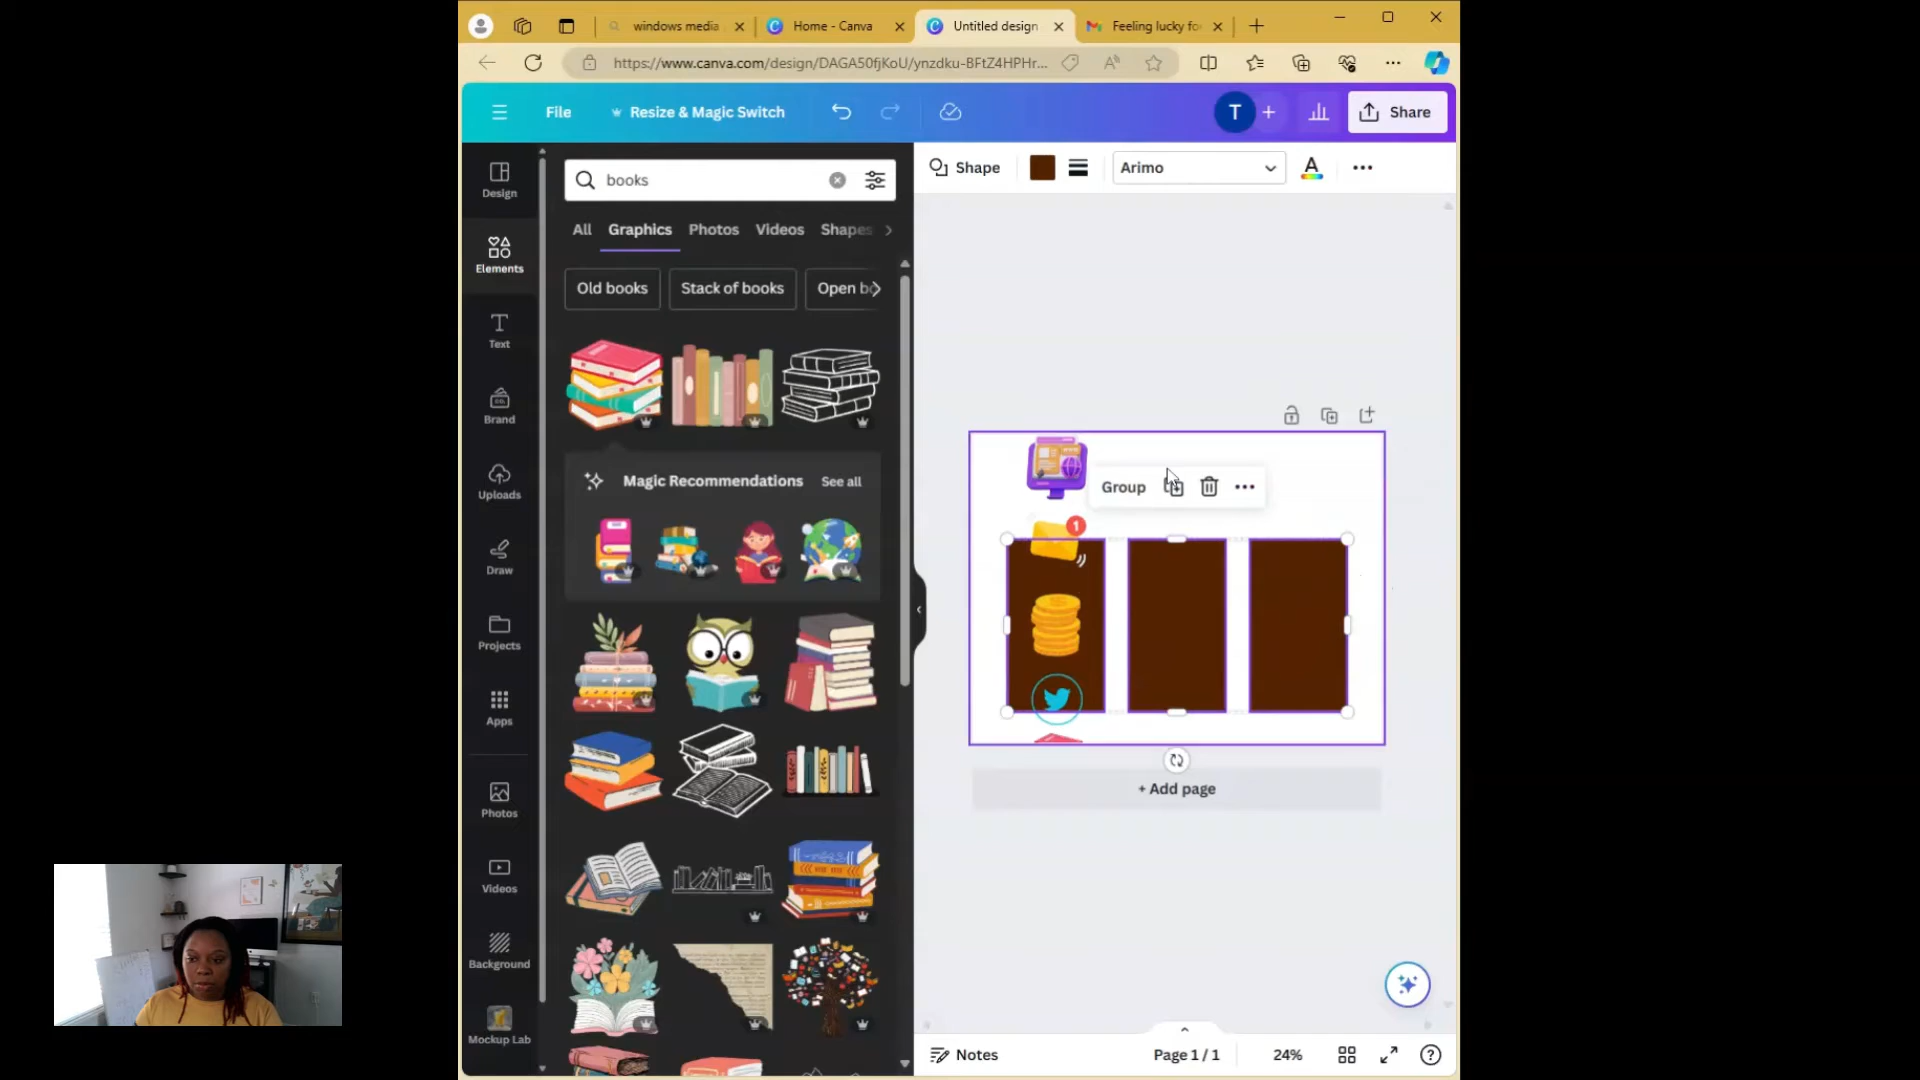 windows media
Home - Canva
Untitled design
Feeling lucky fo
https://www.canva.com/design/DAGA50fjKoU/ynzdku-BFtZ4HPHr...
File
Resize & Magic Switch
T
Share
Design
Elements
Text
Brand
Uploads
Draw
Projects
Apps
Photos
Videos
Background
Mockup Lab
books
All
Graphics
Photos
Videos
Shapes
Old books
Stack of books
Open bo
Magic Recommendations
See all
Shape
Arimo
A
Group
1
+ Add page
Notes
Page 1 / 1
24%